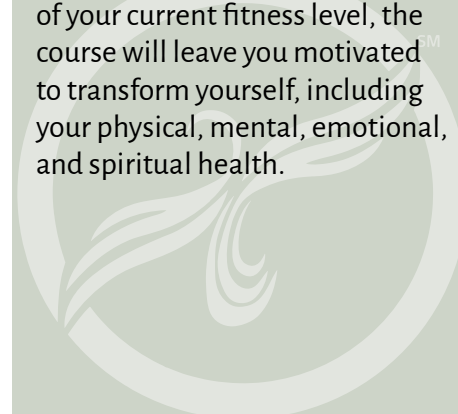 of your current fitness level, the
course will leave you motivated
to transform yourself, including
your physical, mental, emotional,
and spiritual health.
SM